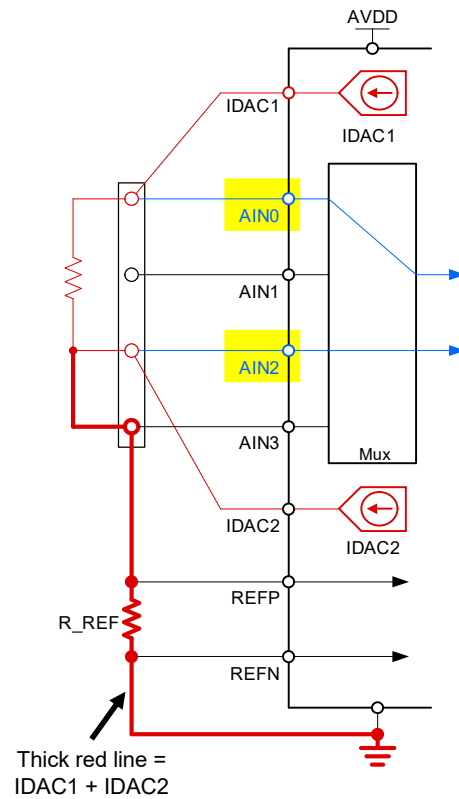 AVDD
IDAC1
IDAC1
AIN0
AIN1
AIN2
AIN3
Mux
IDAC2
IDAC2
REFP
R_REF
REFN
Thick red line =
IDAC1 + IDAC2